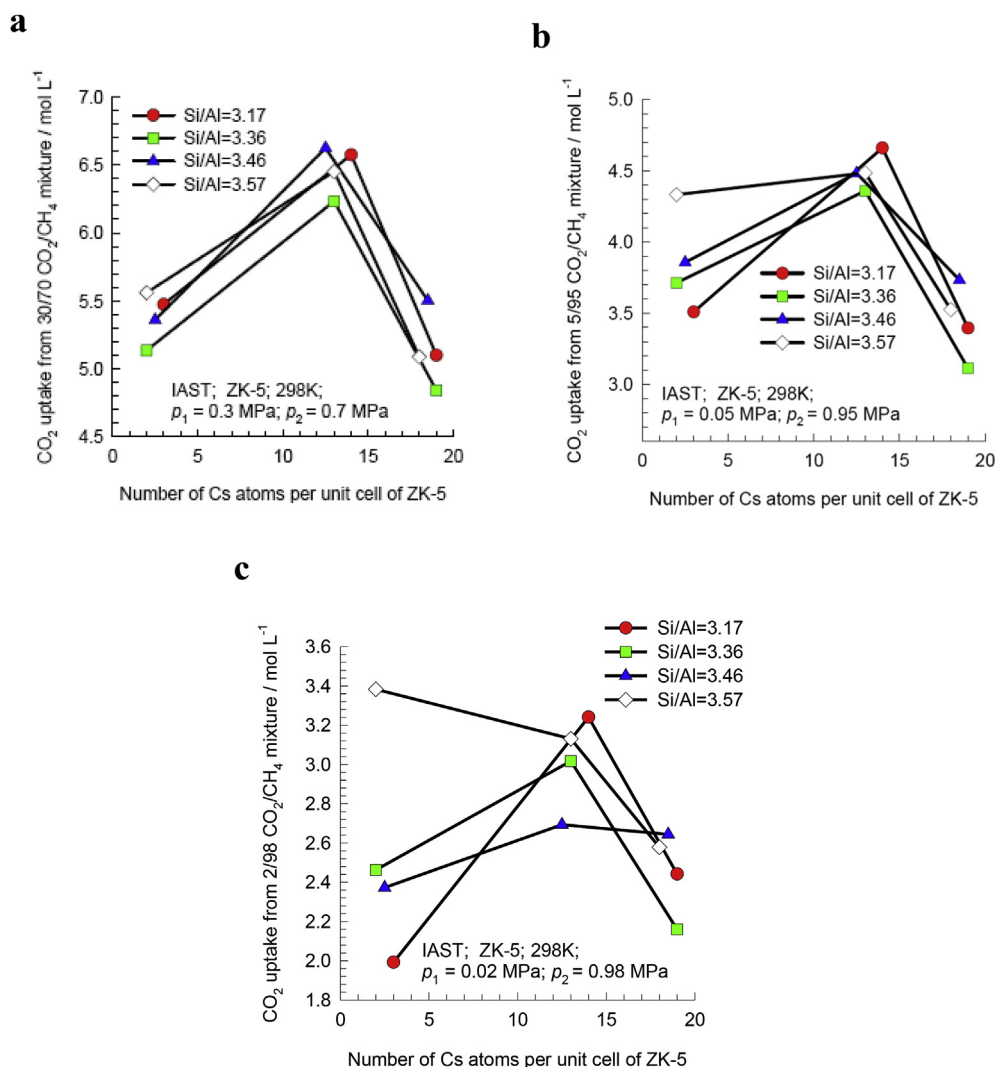 a
CO₂ uptake from 30/70 CO₂/CH₄ mixture / mol L⁻¹
7.0
6.5
6.0
5.5
5.0
4.5
Si/Al=3.17
Si/Al=3.36
Si/Al=3.46
Si/Al=3.57
IAST; ZK-5; 298K;
p₁ = 0.3 MPa; p₂ = 0.7 MPa
0 5 10 15 20
Number of Cs atoms per unit cell of ZK-5
b
CO₂ uptake from 5/95 CO₂/CH₄ mixture / mol L⁻¹
5.0
4.5
4.0
3.5
3.0
Si/Al=3.17
Si/Al=3.36
Si/Al=3.46
Si/Al=3.57
IAST; ZK-5; 298K;
p₁ = 0.05 MPa; p₂ = 0.95 MPa
0 5 10 15 20
Number of Cs atoms per unit cell of ZK-5
c
CO₂ uptake from 2/98 CO₂/CH₄ mixture / mol L⁻¹
3.6
3.4
3.2
3.0
2.8
2.6
2.4
2.2
2.0
1.8
Si/Al=3.17
Si/Al=3.36
Si/Al=3.46
Si/Al=3.57
IAST; ZK-5; 298K;
p₁ = 0.02 MPa; p₂ = 0.98 MPa
0 5 10 15 20
Number of Cs atoms per unit cell of ZK-5